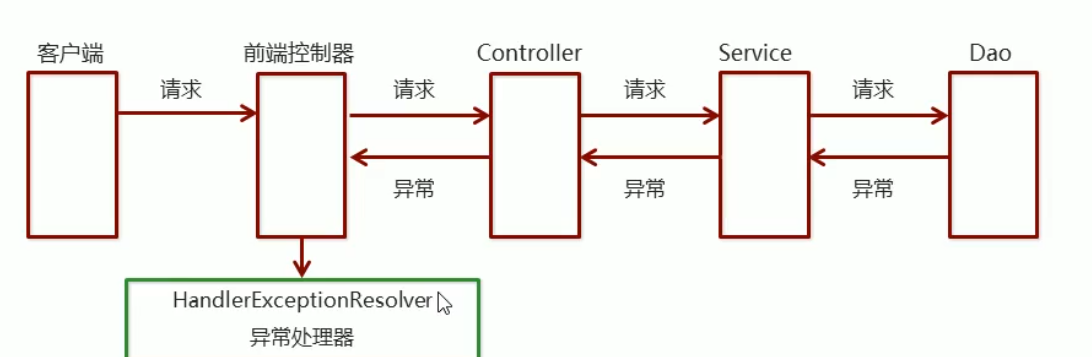 客户端 前端控制器 Controller Service Dao
请求 请求 请求 请求
异常 异常 异常
HandlerExceptionResolver
异常处理器